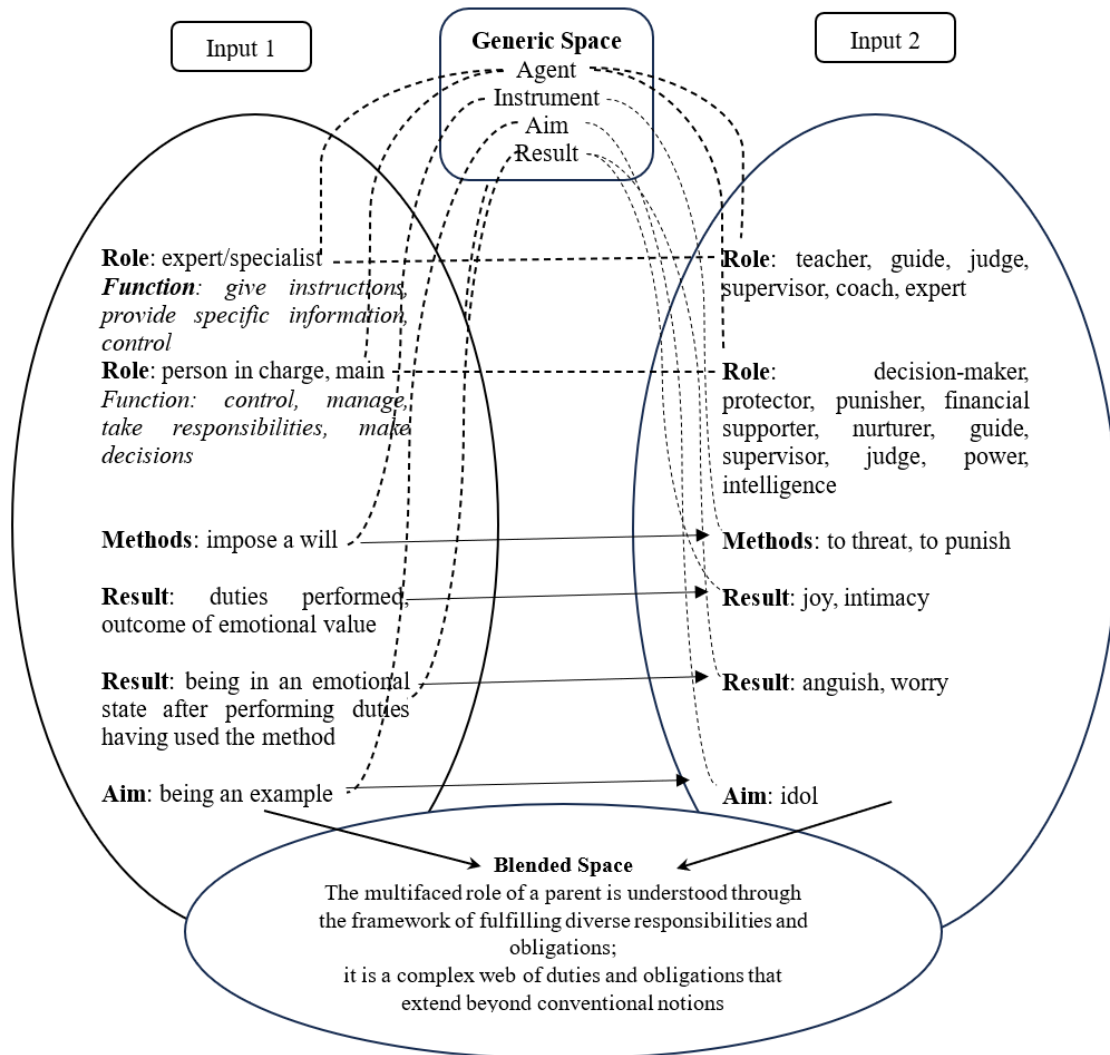 Input 1
Generic Space
Agent
Instrument
Aim
Result
Input 2
Role: expert/specialist
Function: give instructions,
provide specific information,
control
Role: person in charge, main
Function: control, manage,
take responsibilities, make
decisions
Methods: impose a will
Result: duties performed,
outcome of emotional value
Result: being in an emotional
state after performing duties
having used the method
Aim: being an example
Role: teacher, guide, judge,
supervisor, coach, expert
Role: decision-maker,
protector, punisher, financial
supporter, nurturer, guide,
supervisor, judge, power,
intelligence
Methods: to threat, to punish
Result: joy, intimacy
Result: anguish, worry
Aim: idol
Blended Space
The multifaced role of a parent is understood through
the framework of fulfilling diverse responsibilities and
obligations;
it is a complex web of duties and obligations that
extend beyond conventional notions